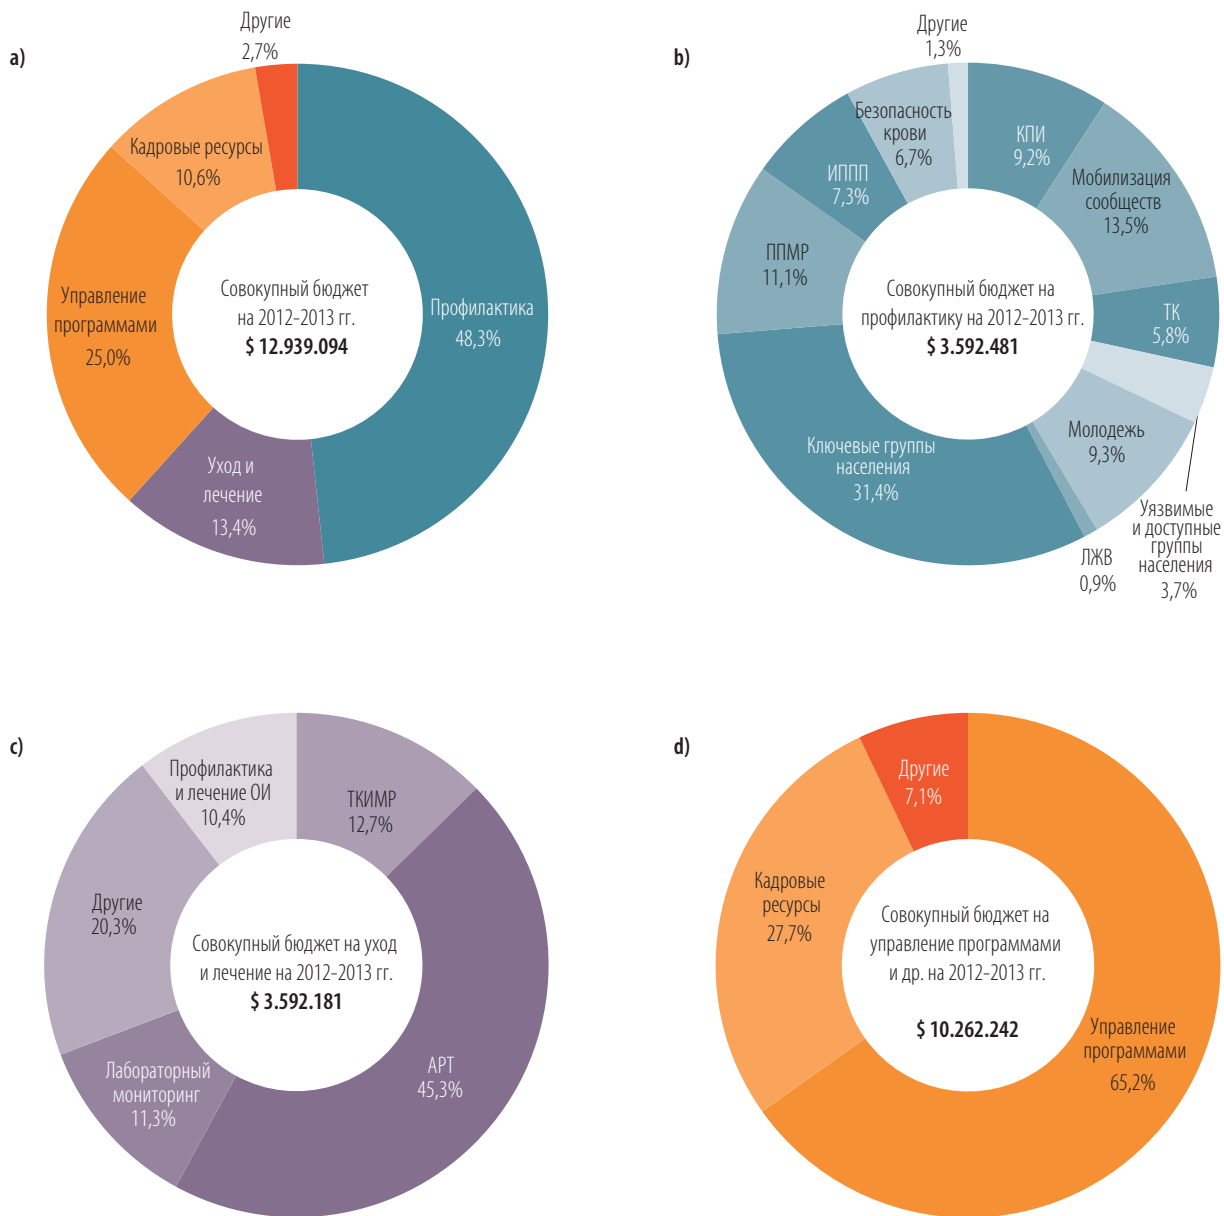 a)
Другие
2,7%
Кадровые ресурсы
10,6%
Управление
программами
25,0%
Совокупный бюджет
на 2012-2013 гг.
$ 12.939.094
Профилактика
48,3%
Уход и
лечение
13,4%
b)
Другие
1,3%
Безопасность
крови
6,7%
КПИ
9,2%
ИППП
7,3%
Мобилизация
сообществ
13,5%
ППМР
11,1%
Совокупный бюджет на
профилактику на 2012-2013 гг.
$ 3.592.481
ТК
5,8%
Ключевые группы
населения
31,4%
Молодежь
9,3%
Уязвимые
и доступные
группы
населения
3,7%
ЛЖВ
0,9%
c)
Профилактика
и лечение ОИ
10,4%
ТКИМР
12,7%
Другие
20,3%
Совокупный бюджет на уход
и лечение на 2012-2013 гг.
$ 3.592.181
Лабораторный
мониторинг
11,3%
АРТ
45,3%
d)
Другие
7,1%
Кадровые
ресурсы
27,7%
Совокупный бюджет на
управление программами
и др. на 2012-2013 гг.
$ 10.262.242
Управление
программами
65,2%